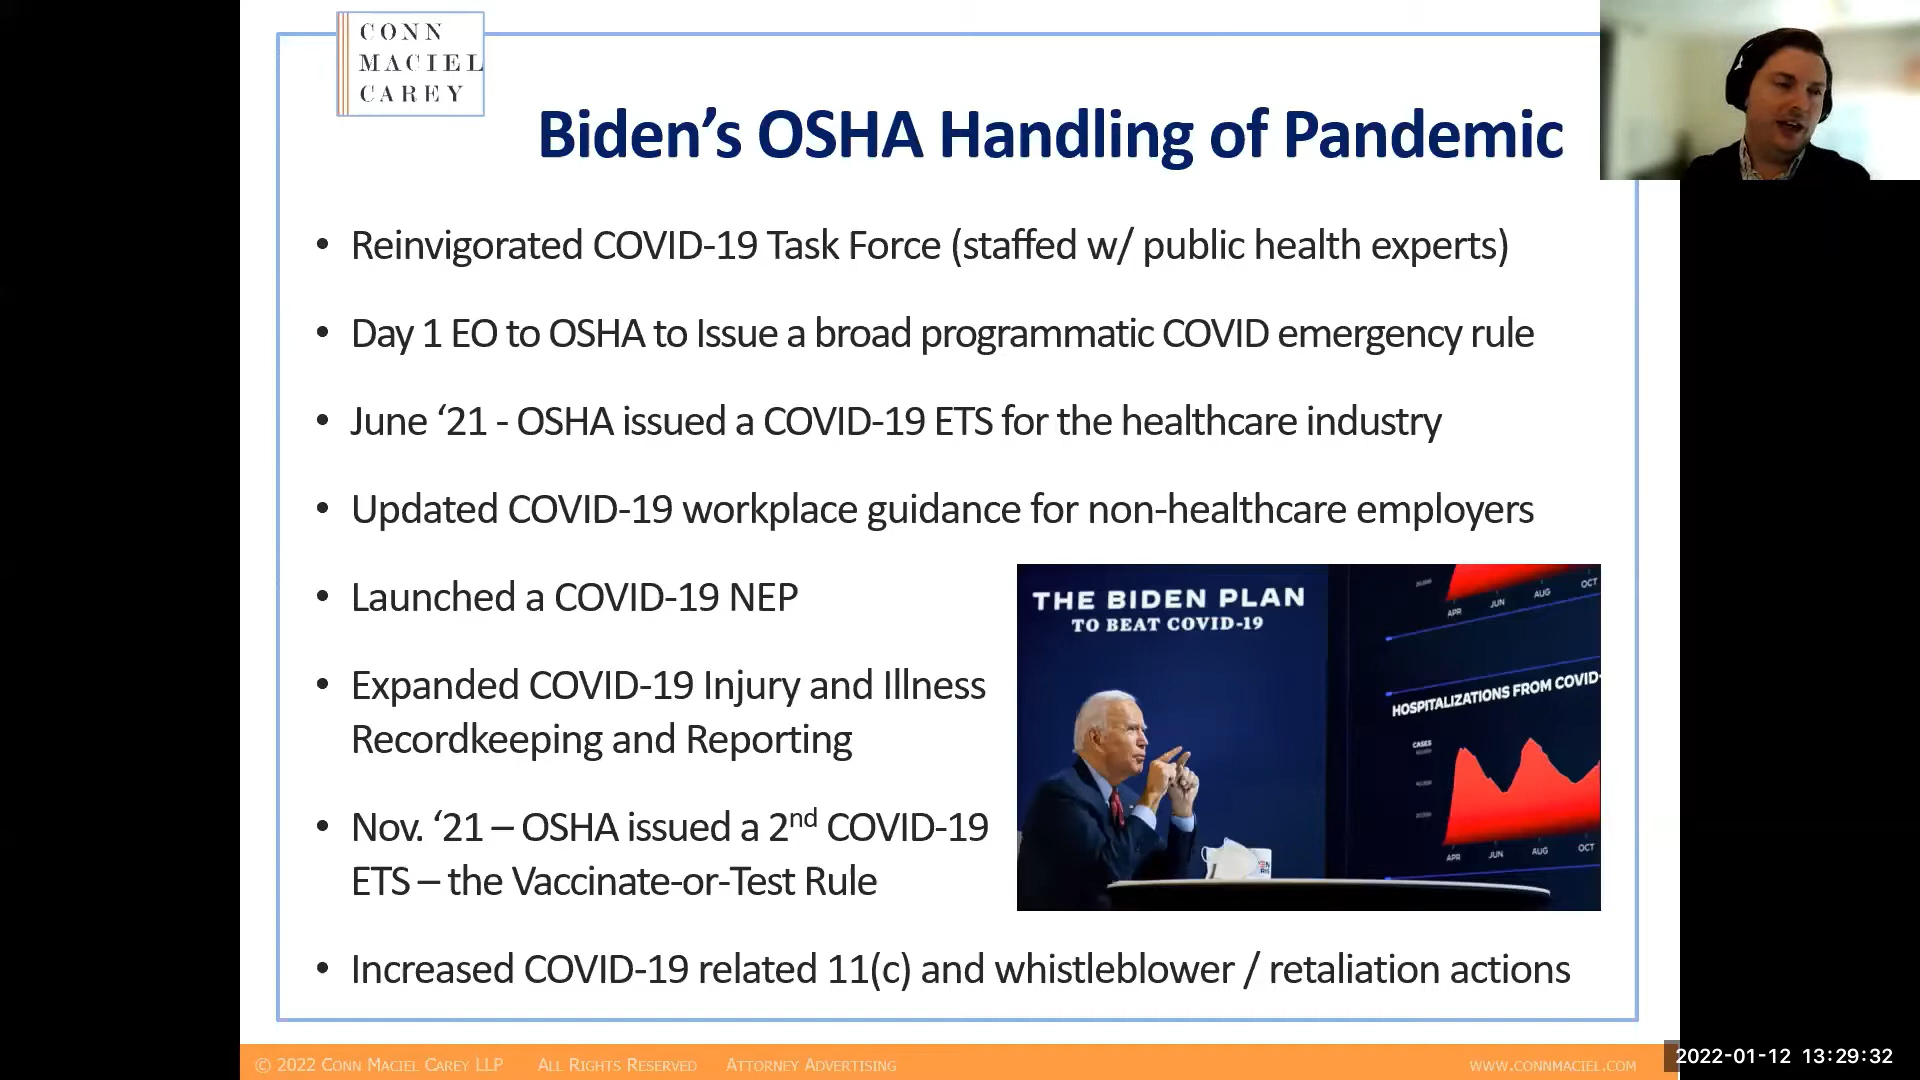 CONN
MACIEL
CAREY
Biden’s OSHA Handling of Pandemic
• Reinvigorated COVID-19 Task Force (staffed w/ public health experts)
• Day 1 EO to OSHA to Issue a broad programmatic COVID emergency rule
• June ‘21 - OSHA issued a COVID-19 ETS for the healthcare industry
• Updated COVID-19 workplace guidance for non-healthcare employers
• Launched a COVID-19 NEP
• Expanded COVID-19 Injury and Illness
Recordkeeping and Reporting
• Nov. ‘21 – OSHA issued a 2nd COVID-19
ETS – the Vaccinate-or-Test Rule
• Increased COVID-19 related 11(c) and whistleblower / retaliation actions
THE BIDEN PLAN
TO BEAT COVID-19
APR JUN AUG OCT
HOSPITALIZATIONS FROM COVID-
CASES
APR JUN AUG OCT
© 2022 CONN MACIEL CAREY LLP ALL RIGHTS RESERVED ATTORNEY ADVERTISING
WWW.CONNMACIEL.COM
2022-01-12 13:29:32